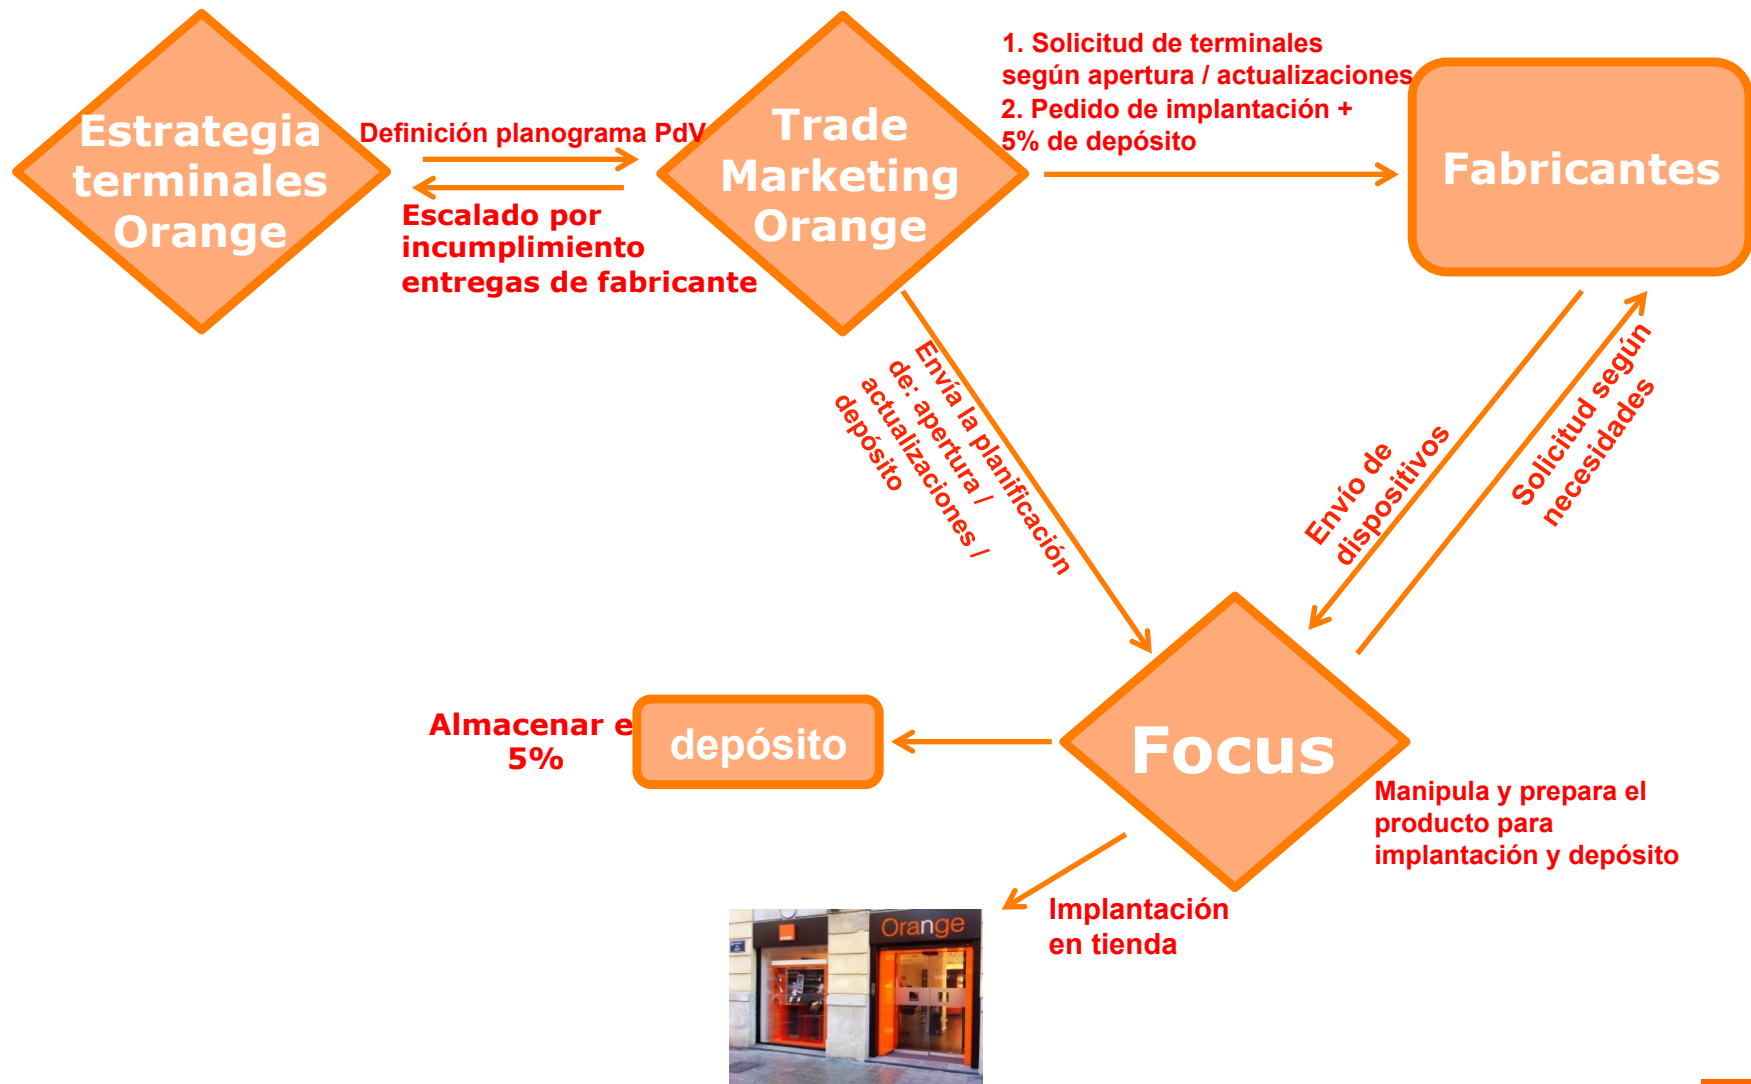 Estrategia
terminales
Orange
Definición planograma PdV
Escalado por
incumplimiento
entregas de fabricante
Trade
Marketing
Orange
1. Solicitud de terminales
según apertura / actualizaciones
2. Pedido de implantación +
5% de depósito
Fabricantes
Envía la planificación
de: apertura /
actualizaciones /
depósito
Envío de
dispositivos
Solicitud según
necesidades
Almacenar e
5%
depósito
Focus
Manipula y prepara el
producto para
implantación y depósito
Implantación
en tienda
Orange